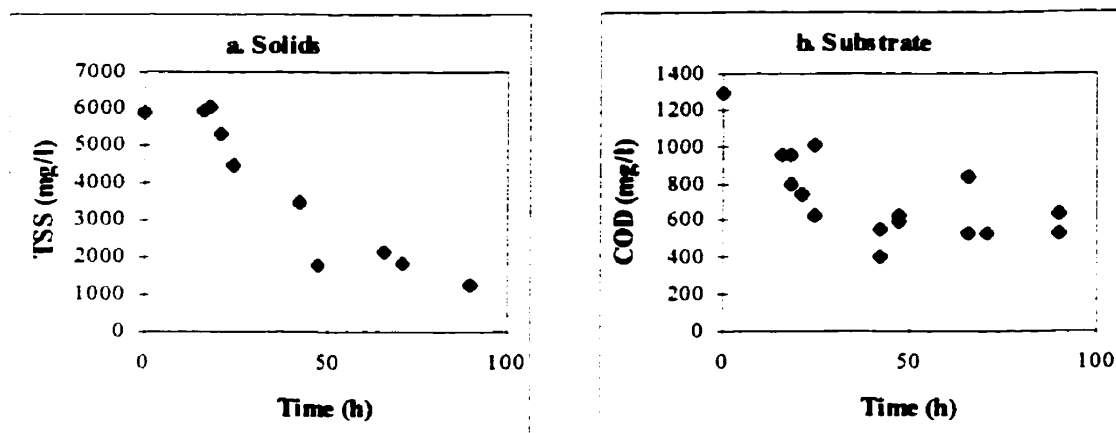 a. Solids
7000
6000
5000
4000
3000
2000
1000
0
TSS (mg/l)
0 50 100
Time (h)
b. Substrate
1400
1200
1000
800
600
400
200
0
COD (mg/l)
0 50 100
Time (h)